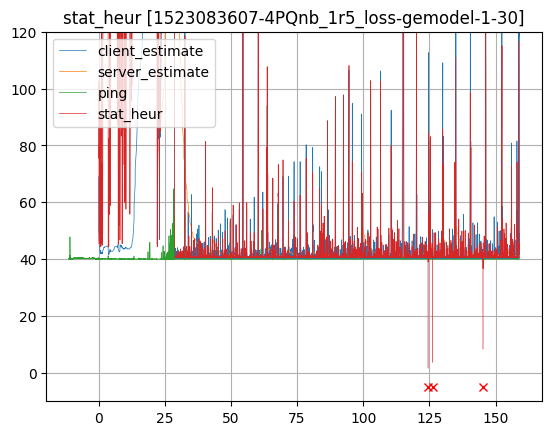 stat_heur [1523083607-4PQnb_1r5_loss-gemodel-1-30]
120
100
80
60
40
20
0
client_estimate
server_estimate
ping
stat_heur
0 25 50 75 100 125 150